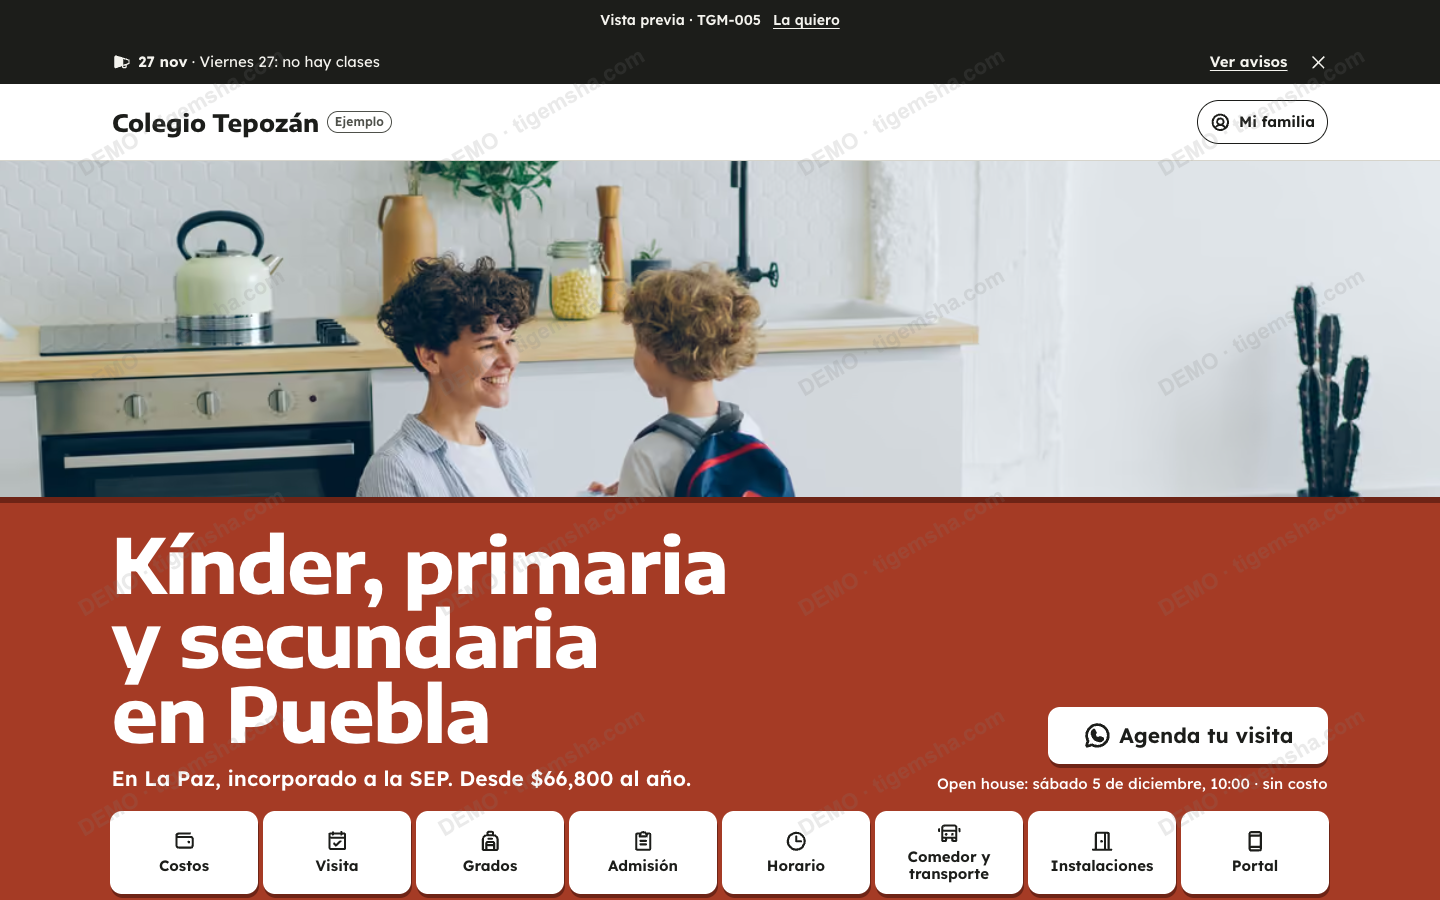 Vista previa · TGM-005 La quiero
27 nov · Viernes 27: no hay clases
Ver avisos
Colegio Tepozán
Ejemplo
Mi familia
Kínder, primaria
y secundaria
en Puebla
En La Paz, incorporado a la SEP. Desde $66,800 al año.
Agenda tu visita
Open house: sábado 5 de diciembre, 10:00 · sin costo
Costos
Visita
Grados
Admisión
Horario
Comedor y
transporte
Instalaciones
Portal
DEMO · tigemsha.com